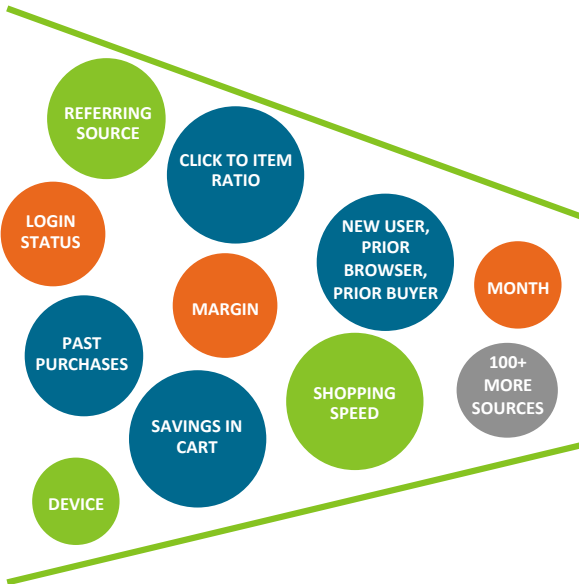 REFERRING
SOURCE
CLICK TO ITEM
RATIO
LOGIN
STATUS
NEW USER,
PRIOR
BROWSER,
PRIOR BUYER
MONTH
MARGIN
PAST
PURCHASES
100+
MORE
SOURCES
SHOPPING
SPEED
SAVINGS IN
CART
DEVICE